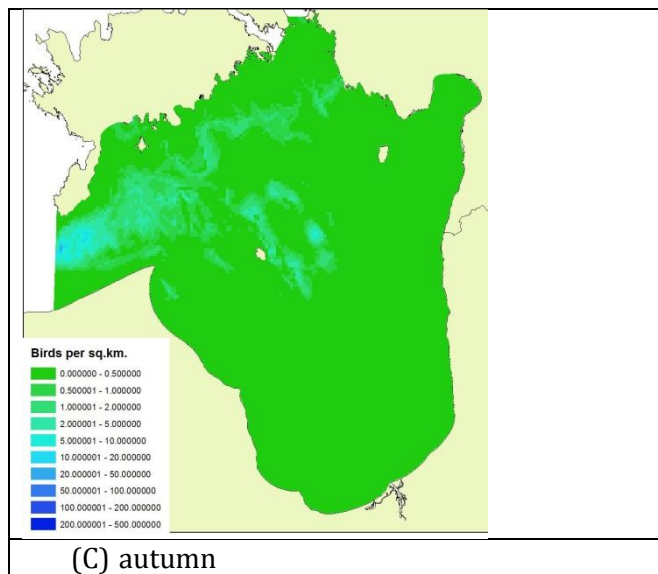 Birds per sq.km.
0.000000 - 0.500000
0.500001 - 1.000000
1.000001 - 2.000000
2.000001 - 5.000000
5.000001 - 10.000000
10.000001 - 20.000000
20.000001 - 50.000000
50.000001 - 100.000000
100.000001 - 200.000000
200.000001 - 500.000000
(C) autumn